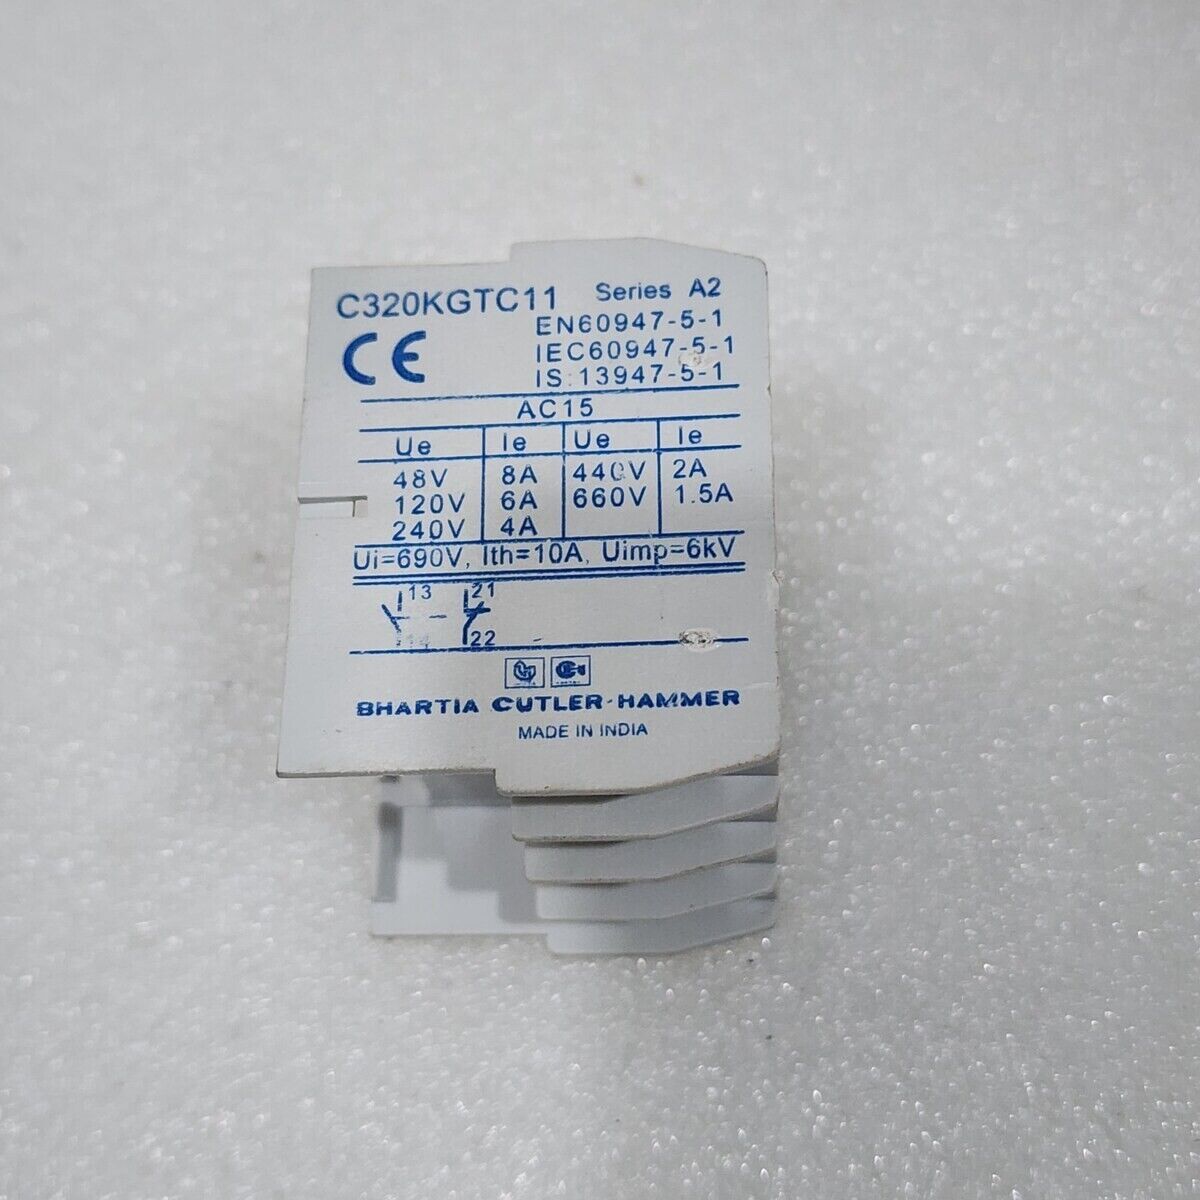 C320KGTC11 Series A2
CE EN60947-5-1
IEC60947-5-1
IS:13947-5-1
AC15
Ue Ie Ue Ie
48V 8A 440V 2A
120V 6A 660V 1.5A
240V 4A
Ui=690V, Ith=10A, Uimp=6kV
13 21
14 22
BHARTIA CUTLER-HAMMER
MADE IN INDIA